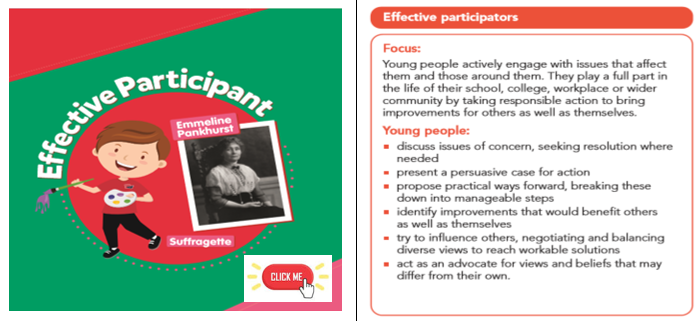 Effective Participant
Emmeline
Pankhurst
Suffragette
CLICK ME
Effective participators
Focus:
Young people actively engage with issues that affect
them and those around them. They play a full part in
the life of their school, college, workplace or wider
community by taking responsible action to bring
improvements for others as well as themselves.
Young people:
▪ discuss issues of concern, seeking resolution where
needed
▪ present a persuasive case for action
▪ propose practical ways forward, breaking these
down into manageable steps
▪ identify improvements that would benefit others
as well as themselves
▪ try to influence others, negotiating and balancing
diverse views to reach workable solutions
▪ act as an advocate for views and beliefs that may
differ from their own.